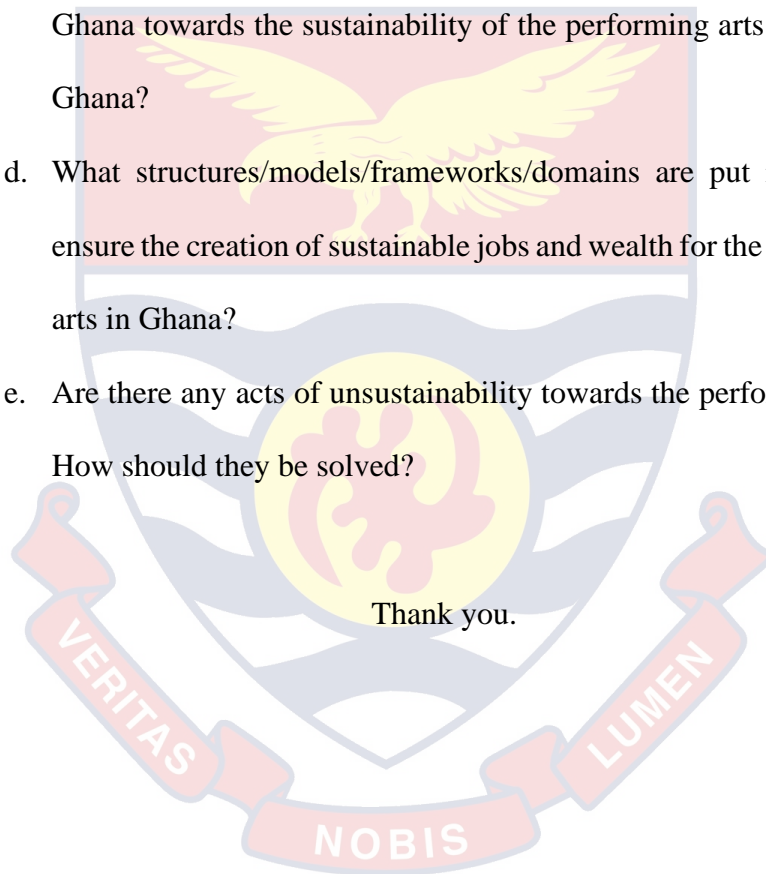 Ghana towards the sustainability of the performing arts
Ghana?
d. What structures/models/frameworks/domains are put
ensure the creation of sustainable jobs and wealth for the
arts in Ghana?
e. Are there any acts of unsustainability towards the perfo
How should they be solved?
Thank you.
VERITAS
NOBIS
LUMEN